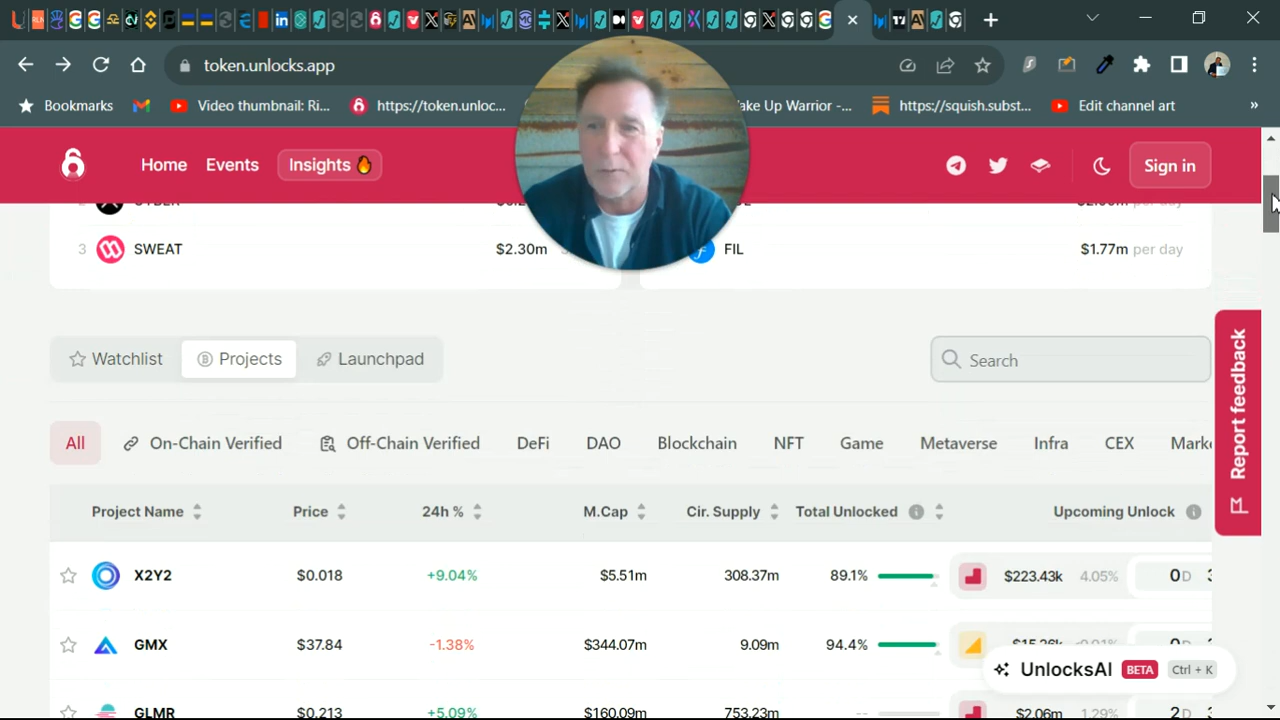 token.unlocks.app
Bookmarks
Video thumbnail: Ri...
https://token.unloc...
ake Up Warrior -...
https://squish.subst...
Edit channel art
»
Home
Events
Insights
Sign in
per day
3 SWEAT $2.30m
FIL $1.77m per day
Watchlist
Projects
Launchpad
Search
Report feedback
All On-Chain Verified Off-Chain Verified DeFi DAO Blockchain NFT Game Metaverse Infra CEX Mark
Project Name Price 24h % M.Cap Cir. Supply Total Unlocked Upcoming Unlock
X2Y2 $0.018 +9.04% $5.51m 308.37m 89.1% $223.43k 4.05% 0D
GMX $37.84 -1.38% $344.07m 9.09m 94.4%
UnlocksAI BETA Ctrl + K
GLMR $0.213 +5.09% $160.09m 753.23m -- $2.06m 1.29% 2D